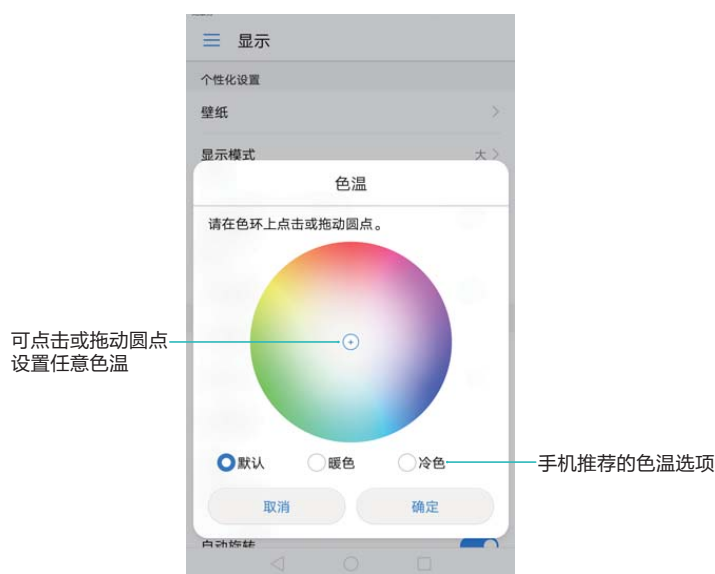 显示
个性化设置
壁纸
显示模式
大
色温
请在色环上点击或拖动圆点。
可点击或拖动圆点
设置任意色温
默认
暖色
冷色
手机推荐的色温选项
取消
确定
自动旋转